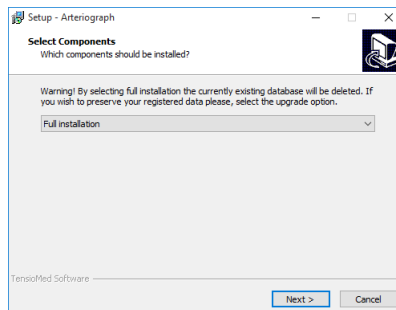 Setup - Arteriograph
Select Components
Which components should be installed?
Warning! By selecting full installation the currently existing database will be deleted. If
you wish to preserve your registered data please, select the upgrade option.
Full installation
TensioMed Software
Next >
Cancel